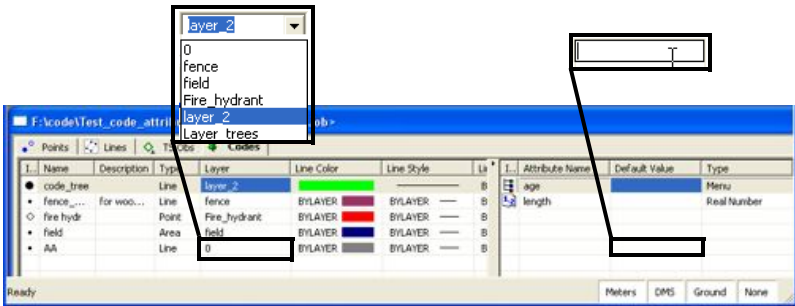 layer_2
0
fence
field
Fire_hydrant
layer_2
Layer_trees
F:\code\Test_code_attri ob>
Points Lines TS Obs Codes
I... Name Description Type Layer Line Color Line Style I... Attribute Name Default Value Type
code_tree Line layer_2 B age Menu
fence_... for woo... Line fence BYLAYER BYLAYER B length Real Number
fire hydr Point Fire_hydrant BYLAYER BYLAYER B
field Area field BYLAYER BYLAYER B
AA Line 0 BYLAYER BYLAYER B
Ready Meters DMS Ground None